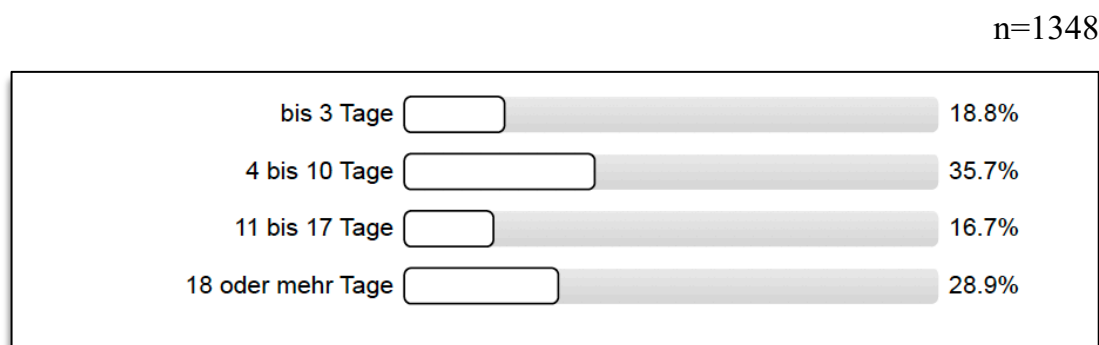 n=1348
bis 3 Tage 18.8%
4 bis 10 Tage 35.7%
11 bis 17 Tage 16.7%
18 oder mehr Tage 28.9%